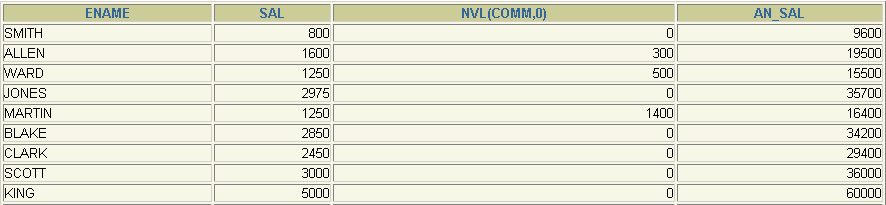 ENAME SAL NVL(COMM,0) AN_SAL
SMITH 800 0 9600
ALLEN 1600 300 19500
WARD 1250 500 15500
JONES 2975 0 35700
MARTIN 1250 1400 16400
BLAKE 2850 0 34200
CLARK 2450 0 29400
SCOTT 3000 0 36000
KING 5000 0 60000